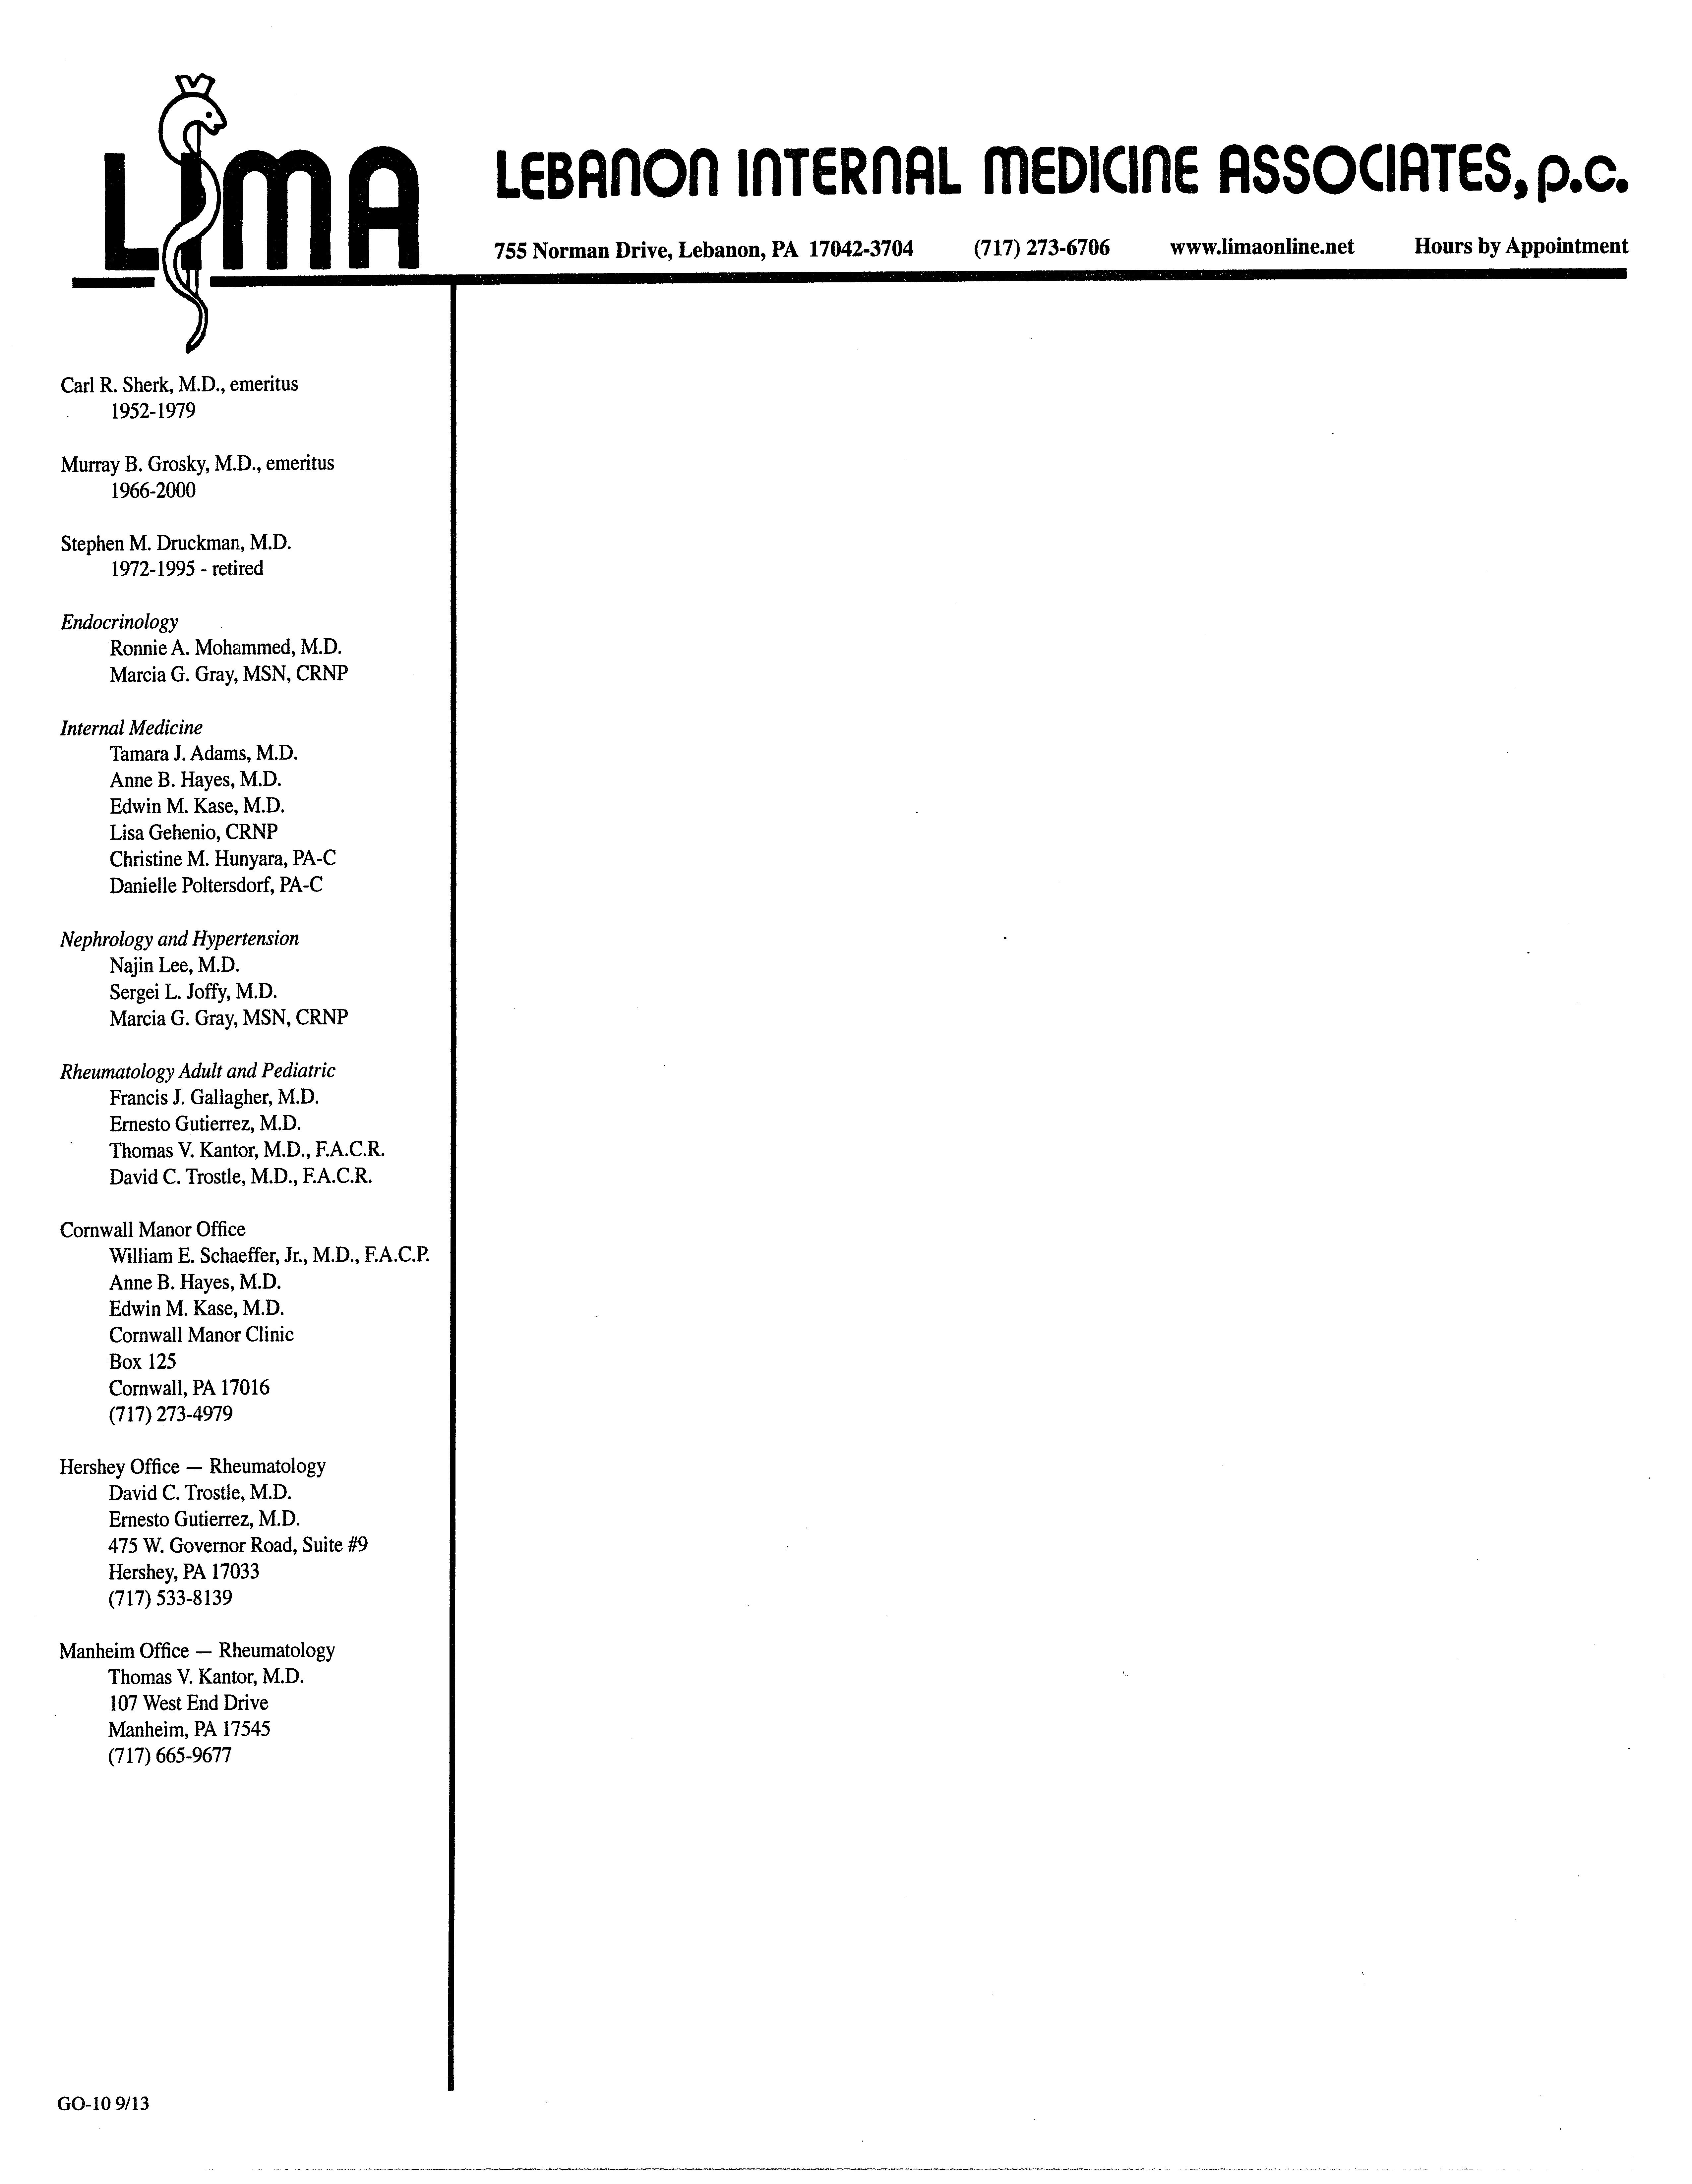 LIMA
LEBANON INTERNAL MEDICINE ASSOCIATES, p.c.
755 Norman Drive, Lebanon, PA 17042-3704 (717) 273-6706 www.limaonline.net Hours by Appointment
Carl R. Sherk, M.D., emeritus
1952-1979
Murray B. Grosky, M.D., emeritus
1966-2000
Stephen M. Druckman, M.D.
1972-1995 - retired
Endocrinology
Ronnie A. Mohammed, M.D.
Marcia G. Gray, MSN, CRNP
Internal Medicine
Tamara J. Adams, M.D.
Anne B. Hayes, M.D.
Edwin M. Kase, M.D.
Lisa Gehenio, CRNP
Christine M. Hunyara, PA-C
Danielle Poltersdorf, PA-C
Nephrology and Hypertension
Najin Lee, M.D.
Sergei L. Joffy, M.D.
Marcia G. Gray, MSN, CRNP
Rheumatology Adult and Pediatric
Francis J. Gallagher, M.D.
Ernesto Gutierrez, M.D.
Thomas V. Kantor, M.D., F.A.C.R.
David C. Trostle, M.D., F.A.C.R.
Cornwall Manor Office
William E. Schaeffer, Jr., M.D., F.A.C.P.
Anne B. Hayes, M.D.
Edwin M. Kase, M.D.
Cornwall Manor Clinic
Box 125
Cornwall, PA 17016
(717) 273-4979
Hershey Office — Rheumatology
David C. Trostle, M.D.
Ernesto Gutierrez, M.D.
475 W. Governor Road, Suite #9
Hershey, PA 17033
(717) 533-8139
Manheim Office — Rheumatology
Thomas V. Kantor, M.D.
107 West End Drive
Manheim, PA 17545
(717) 665-9677
GO-10 9/13